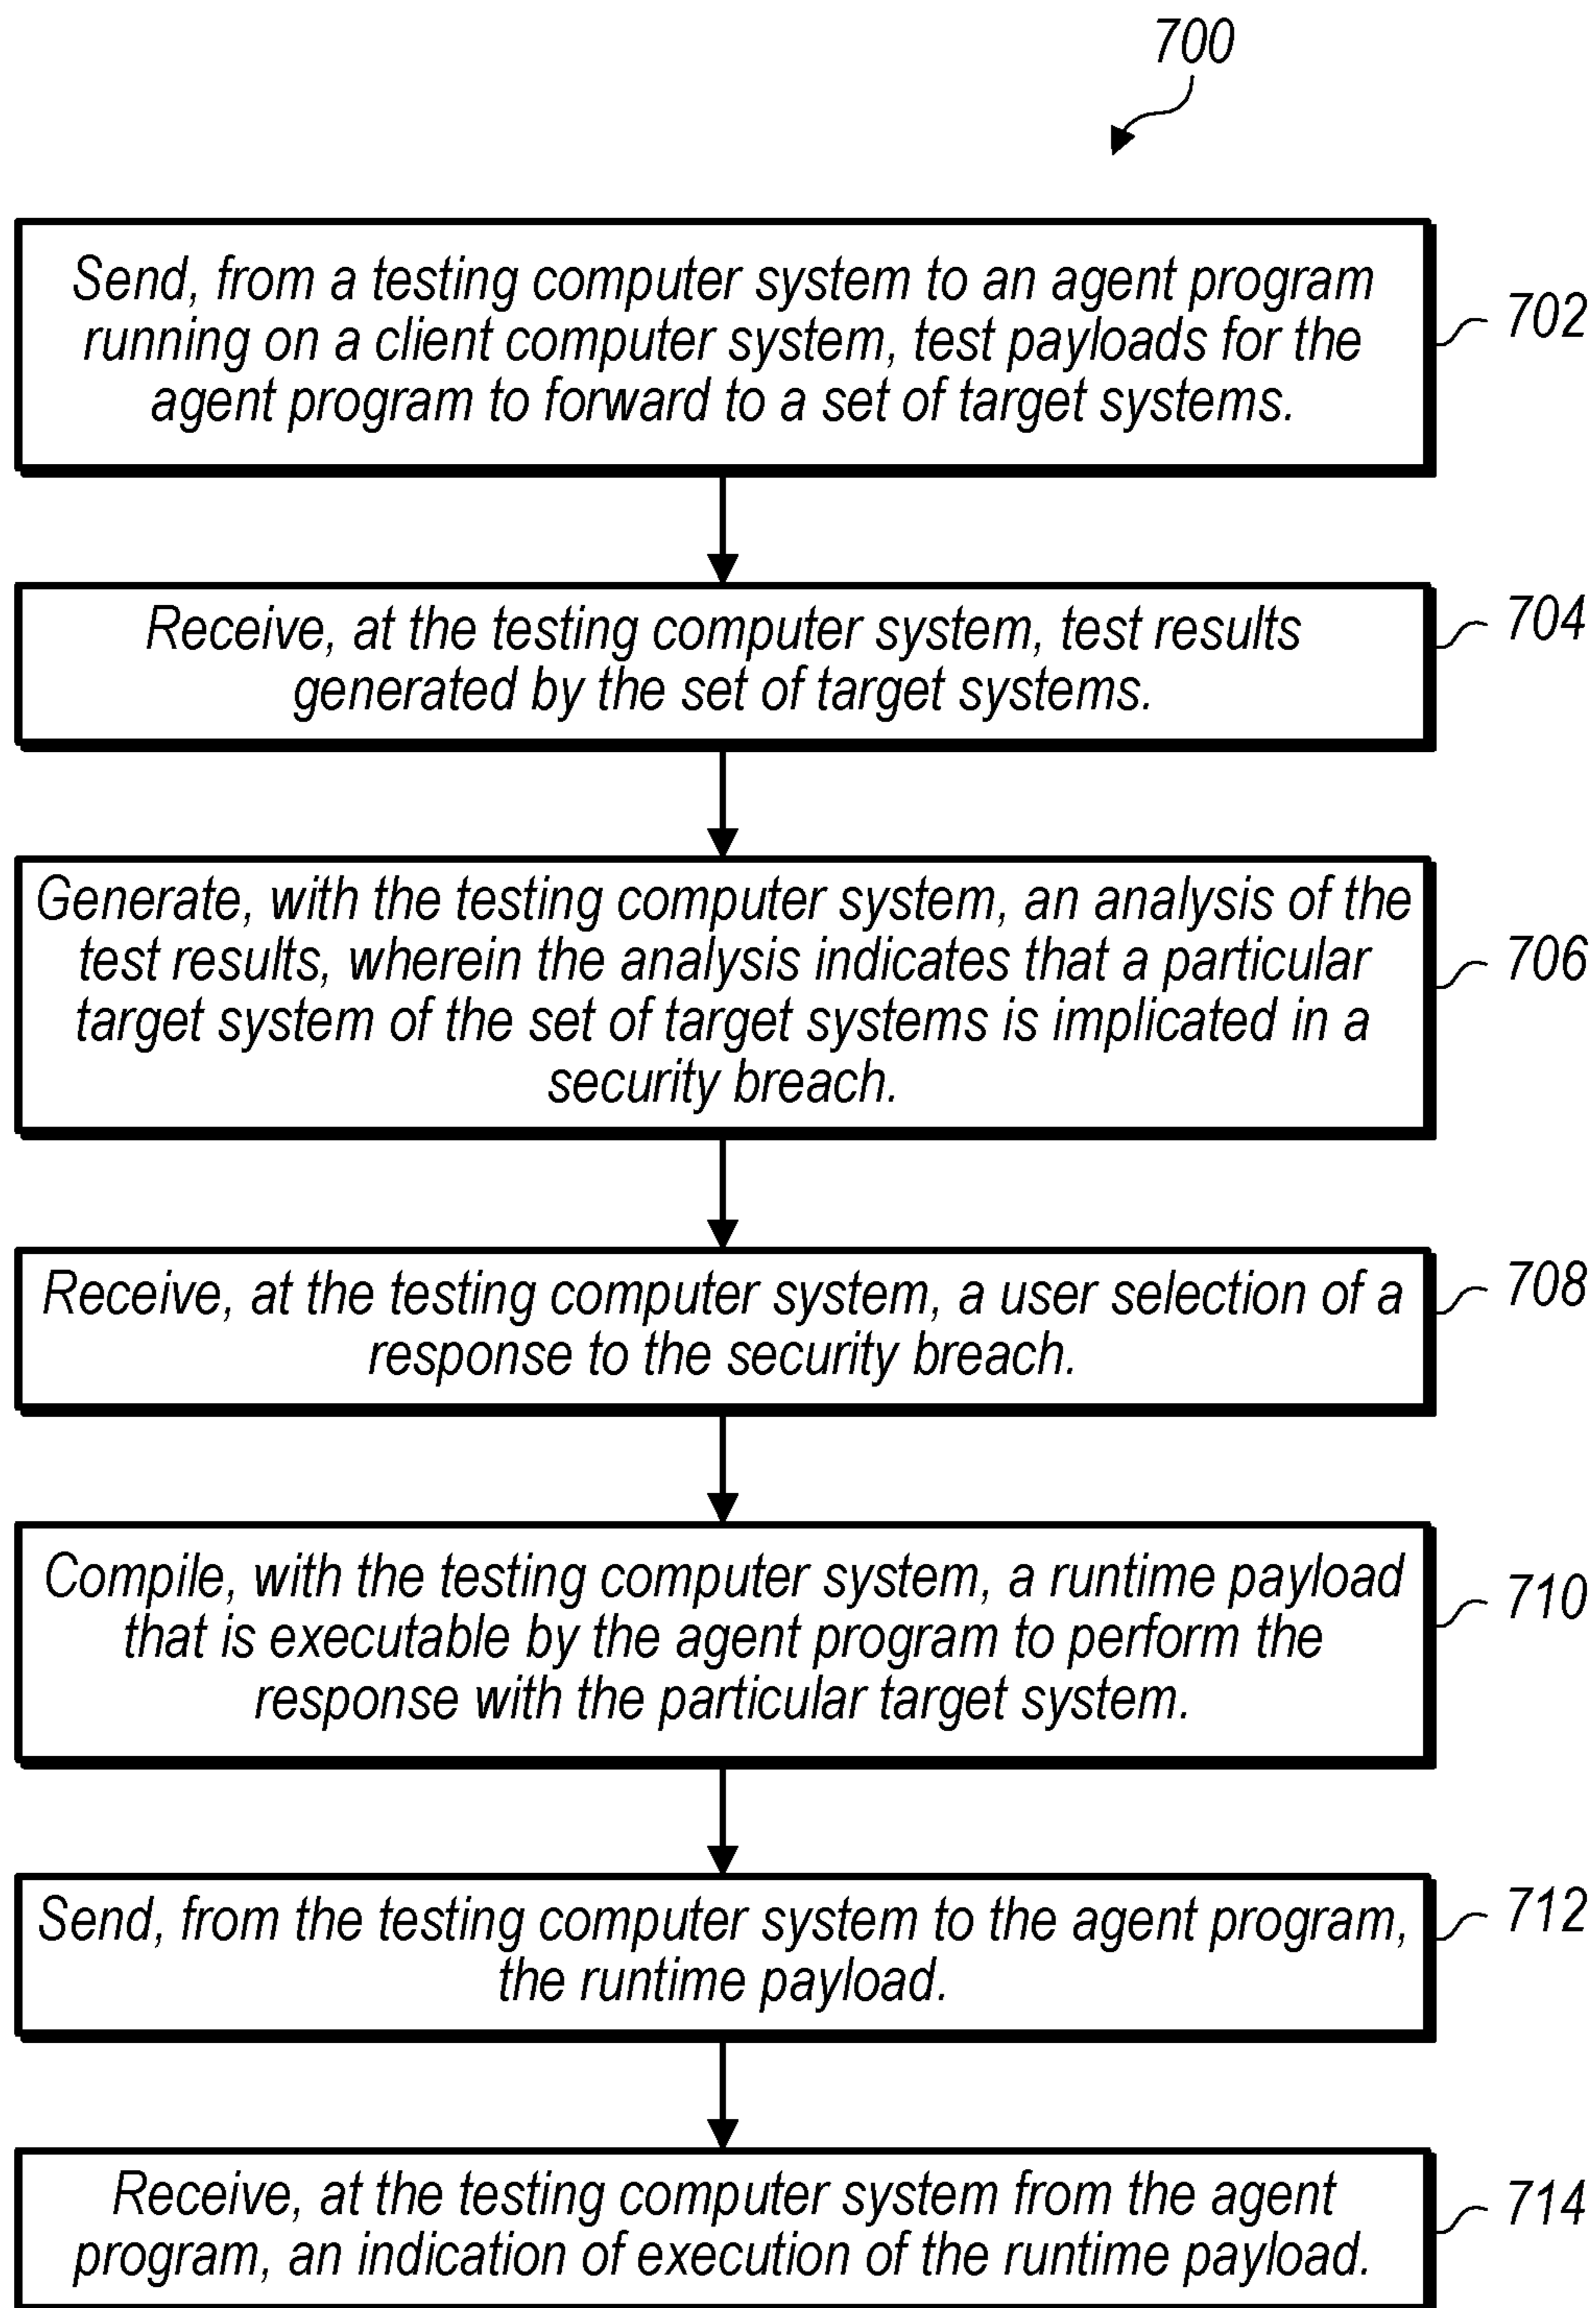 700
Send, from a testing computer system to an agent program
running on a client computer system, test payloads for the
agent program to forward to a set of target systems.
702
Receive, at the testing computer system, test results
generated by the set of target systems.
704
Generate, with the testing computer system, an analysis of the
test results, wherein the analysis indicates that a particular
target system of the set of target systems is implicated in a
security breach.
706
Receive, at the testing computer system, a user selection of a
response to the security breach.
708
Compile, with the testing computer system, a runtime payload
that is executable by the agent program to perform the
response with the particular target system.
710
Send, from the testing computer system to the agent program,
the runtime payload.
712
Receive, at the testing computer system from the agent
program, an indication of execution of the runtime payload.
714